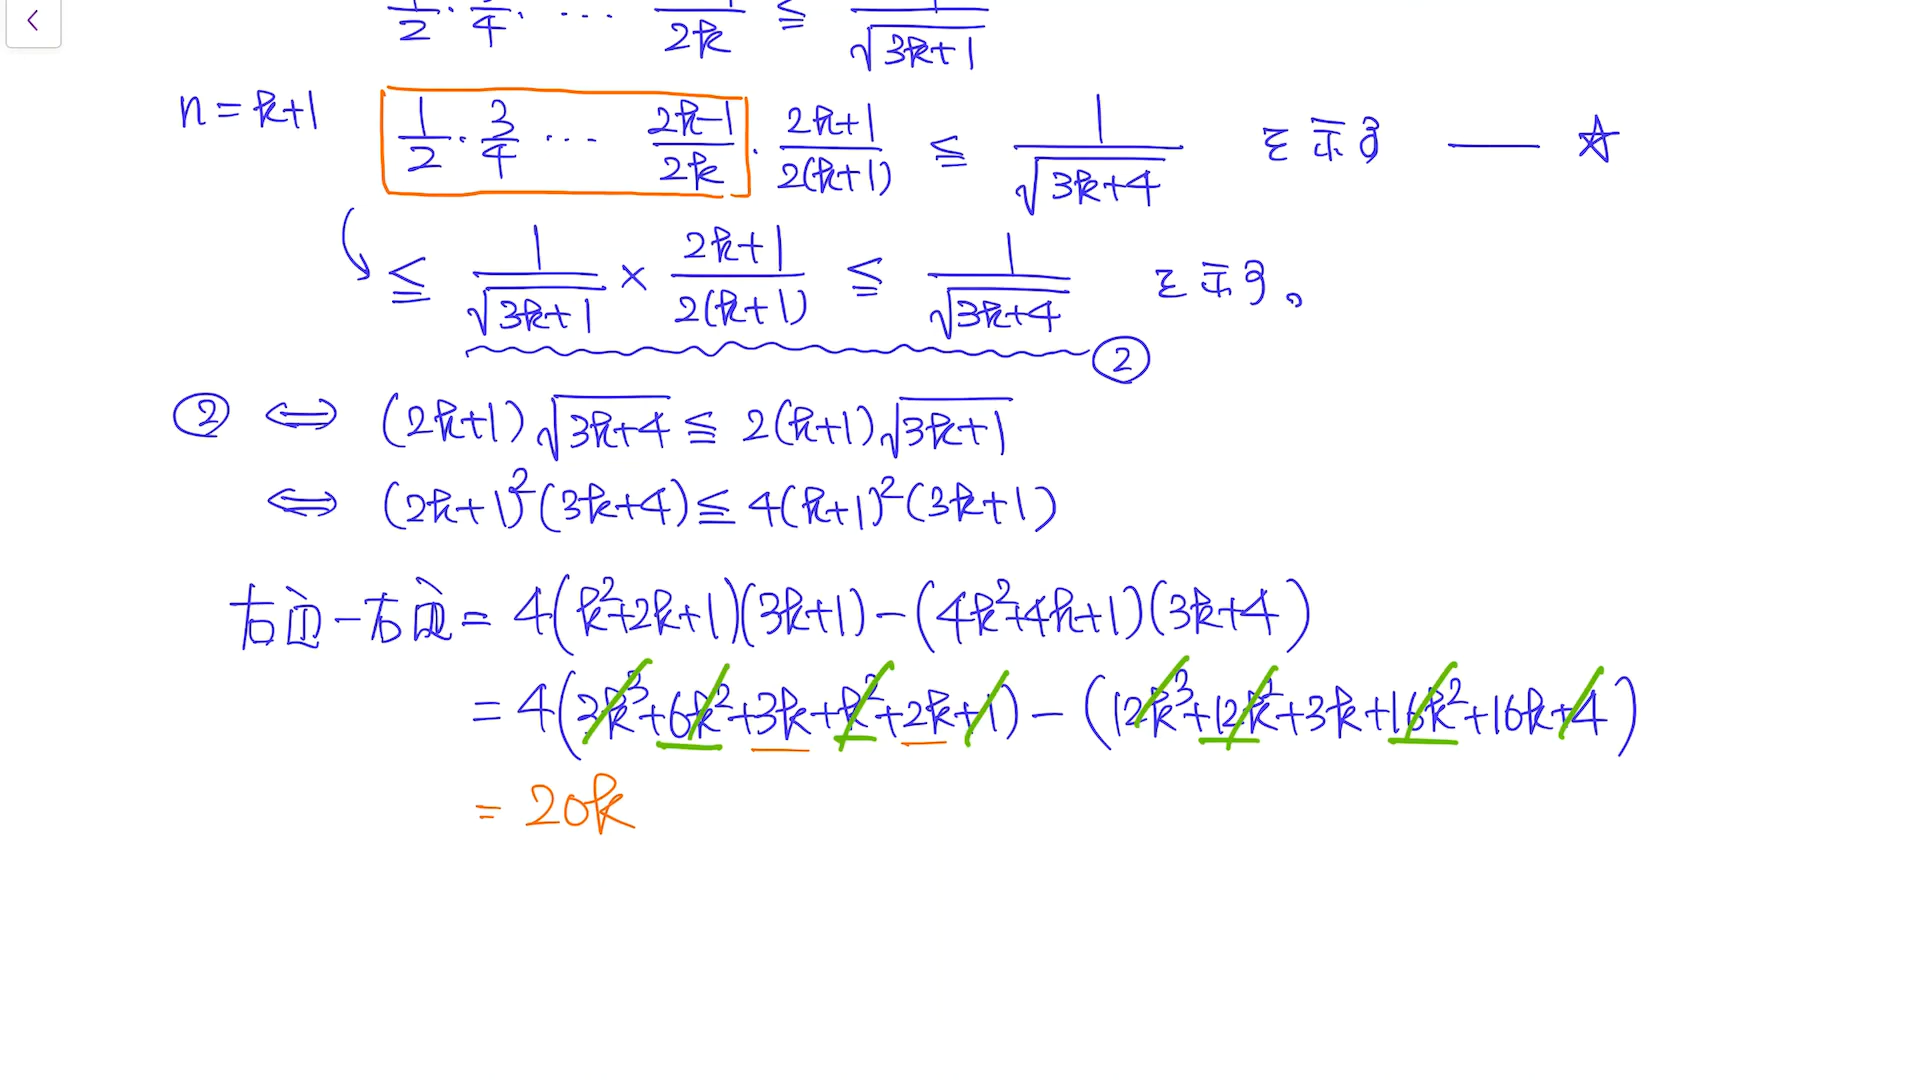 1/2 · 3/4 · ⋯ /2k ≦ 1/√(3k+1)
n = k+1 1/2 · 3/4 ⋯ (2k-1)/2k · (2k+1)/2(k+1) ≦ 1/√(3k+4) を示す — ☆
≦ 1/√(3k+1) × (2k+1)/2(k+1) ≦ 1/√(3k+4) を示す。
②
② ⟺ (2k+1)√(3k+4) ≦ 2(k+1)√(3k+1)
⟺ (2k+1)²(3k+4) ≦ 4(k+1)²(3k+1)
右辺-右辺 = 4(k²+2k+1)(3k+1) - (4k²+4k+1)(3k+4)
= 4(3k³+6k²+3k+k²+2k+1) - (12k³+12k²+3k+16k²+16k+4)
= 20k